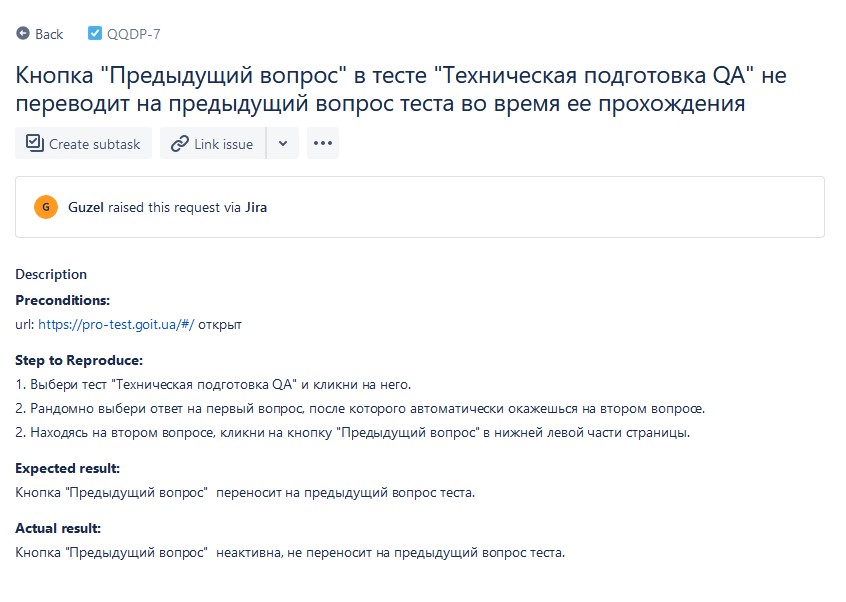 Back QQDP-7
Кнопка "Предыдущий вопрос" в тесте "Техническая подготовка QA" не
переводит на предыдущий вопрос теста во время ее прохождения
Create subtask Link issue
G Guzel raised this request via Jira
Description
Preconditions:
url: https://pro-test.goit.ua/#/ открыт
Step to Reproduce:
1. Выбери тест "Техническая подготовка QA" и кликни на него.
2. Рандомно выбери ответ на первый вопрос, после которого автоматически окажешься на втором вопросе.
2. Находясь на втором вопросе, кликни на кнопку "Предыдущий вопрос" в нижней левой части страницы.
Expected result:
Кнопка "Предыдущий вопрос"  переносит на предыдущий вопрос теста.
Actual result:
Кнопка "Предыдущий вопрос"  неактивна, не переносит на предыдущий вопрос теста.